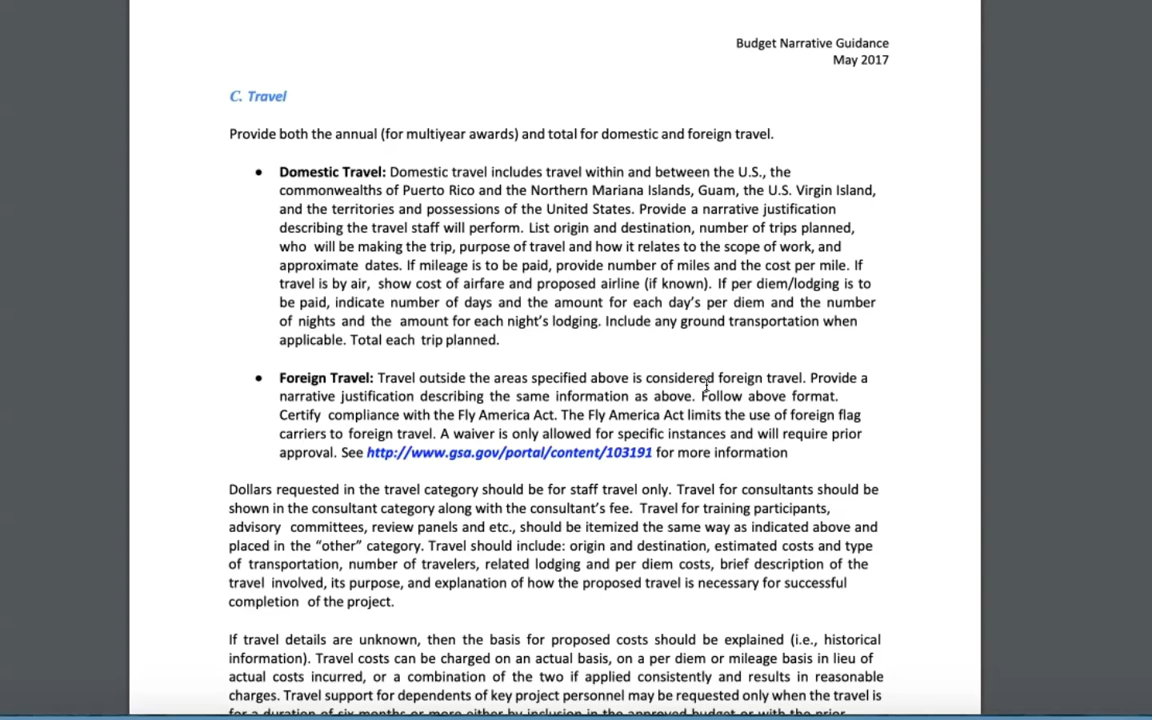 Budget Narrative Guidance
May 2017
C. Travel
Provide both the annual (for multiyear awards) and total for domestic and foreign travel.
• Domestic Travel: Domestic travel includes travel within and between the U.S., the
commonwealths of Puerto Rico and the Northern Mariana Islands, Guam, the U.S. Virgin Island,
and the territories and possessions of the United States. Provide a narrative justification
describing the travel staff will perform. List origin and destination, number of trips planned,
who will be making the trip, purpose of travel and how it relates to the scope of work, and
approximate dates. If mileage is to be paid, provide number of miles and the cost per mile. If
travel is by air, show cost of airfare and proposed airline (if known). If per diem/lodging is to
be paid, indicate number of days and the amount for each day's per diem and the number
of nights and the amount for each night's lodging. Include any ground transportation when
applicable. Total each trip planned.
• Foreign Travel: Travel outside the areas specified above is considered foreign travel. Provide a
narrative justification describing the same information as above. Follow above format.
Certify compliance with the Fly America Act. The Fly America Act limits the use of foreign flag
carriers to foreign travel. A waiver is only allowed for specific instances and will require prior
approval. See http://www.gsa.gov/portal/content/103191 for more information
Dollars requested in the travel category should be for staff travel only. Travel for consultants should be
shown in the consultant category along with the consultant's fee. Travel for training participants,
advisory committees, review panels and etc., should be itemized the same way as indicated above and
placed in the “other” category. Travel should include: origin and destination, estimated costs and type
of transportation, number of travelers, related lodging and per diem costs, brief description of the
travel involved, its purpose, and explanation of how the proposed travel is necessary for successful
completion of the project.
If travel details are unknown, then the basis for proposed costs should be explained (i.e., historical
information). Travel costs can be charged on an actual basis, on a per diem or mileage basis in lieu of
actual costs incurred, or a combination of the two if applied consistently and results in reasonable
charges. Travel support for dependents of key project personnel may be requested only when the travel is
for a duration of six months or more either by inclusion in the approved budget or with the prior